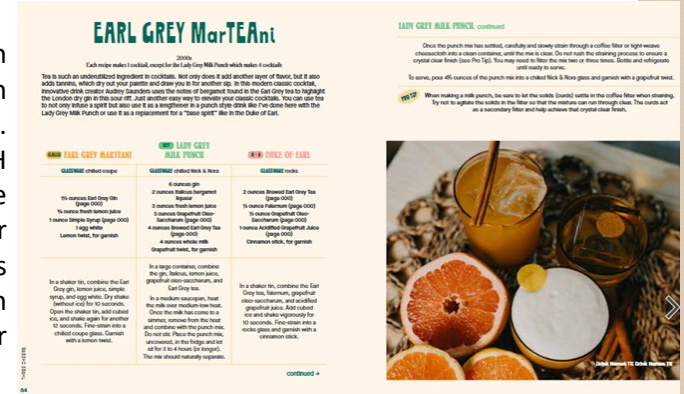 EARL GREY MarTEAni
2000s
Each recipe makes 1 cocktail, except for the Lady Grey Milk Punch which makes 4 cocktails
Tea is such an underutilized ingredient in cocktails. Not only does it add another layer of flavor, but it also
adds tannins, which dry out your palate and draw you in for another sip. In this modern classic cocktail,
innovative drink creator Audrey Saunders uses the notes of bergamot found in the Earl Grey tea to highlight
the London dry gin in this sour riff. Just another easy way to elevate your classic cocktails. You can use tea
to not only infuse a spirit but also use it as a lengthener in a punch style drink like I've done here with the
Lady Grey Milk Punch or use it as a replacement for a "base spirit" like in the Duke of Earl.
EARL GREY MARTEANI
GLASSWARE chilled coupe
1½ ounces Earl Grey Gin
(page 000)
¾ ounce fresh lemon juice
1 ounce Simple Syrup (page 000)
1 egg white
Lemon twist, for garnish
In a shaker tin, combine the Earl
Grey gin, lemon juice, simple
syrup, and egg white. Dry shake
(without ice) for 10 seconds.
Open the shaker tin, add cubed
ice, and shake again for another
12 seconds. Fine-strain into a
chilled coupe glass. Garnish
with a lemon twist.
LADY GREY
MILK PUNCH
GLASSWARE chilled Nick & Nora
6 ounces gin
2 ounces Italicus bergamot
liqueur
3 ounces fresh lemon juice
3 ounces Grapefruit Oleo-
Saccharum (page 000)
4 ounces Brewed Earl Grey Tea
(page 000)
4 ounces whole milk
Grapefruit twist, for garnish
In a large container, combine
the gin, Italicus, lemon juice,
grapefruit oleo-saccharum, and
Earl Grey tea.
In a medium saucepan, heat
the milk over medium-low heat.
Once the milk has come to a
simmer, remove from the heat
and combine with the punch mix.
Do not stir. Place the punch mix,
uncovered, in the fridge and let
sit for 3 to 4 hours (or longer).
The mix should naturally separate.
DUKE OF EARL
GLASSWARE rocks
2 ounces Brewed Earl Grey Tea
(page 000)
Falernum (page 000)
Grapefruit Oleo-
Saccharum (page 000)
1 ounce Acidified Grapefruit Juice
(page 000)
Cinnamon stick, for garnish
In a shaker tin, combine the Earl
Grey tea, falernum, grapefruit
oleo-saccharum, and acidified
grapefruit juice. Add cubed
ice and shake vigorously for
10 seconds. Fine-strain into a
rocks glass and garnish with a
cinnamon stick.
continued →
64
LADY GREY MILK PUNCH, continued
Once the punch mix has settled, carefully and slowly strain through a coffee filter or tight-weave
cheesecloth into a clean container, until the mix is clear. Do not rush the straining process to ensure a
crystal clear finish (see Pro Tip). You may need to filter the mix two or three times. Bottle and refrigerate
until ready to serve.
To serve, pour 4½ ounces of the punch mix into a chilled Nick & Nora glass and garnish with a grapefruit twist.
PRO TIP
When making a milk punch, be sure to let the solids (curds) settle in the coffee filter when straining.
Try not to agitate the solids in the filter so that the mixture can run through clear. The curds act
as a secondary filter and help achieve that crystal clear finish.
Drink Names TK Drink Names TK